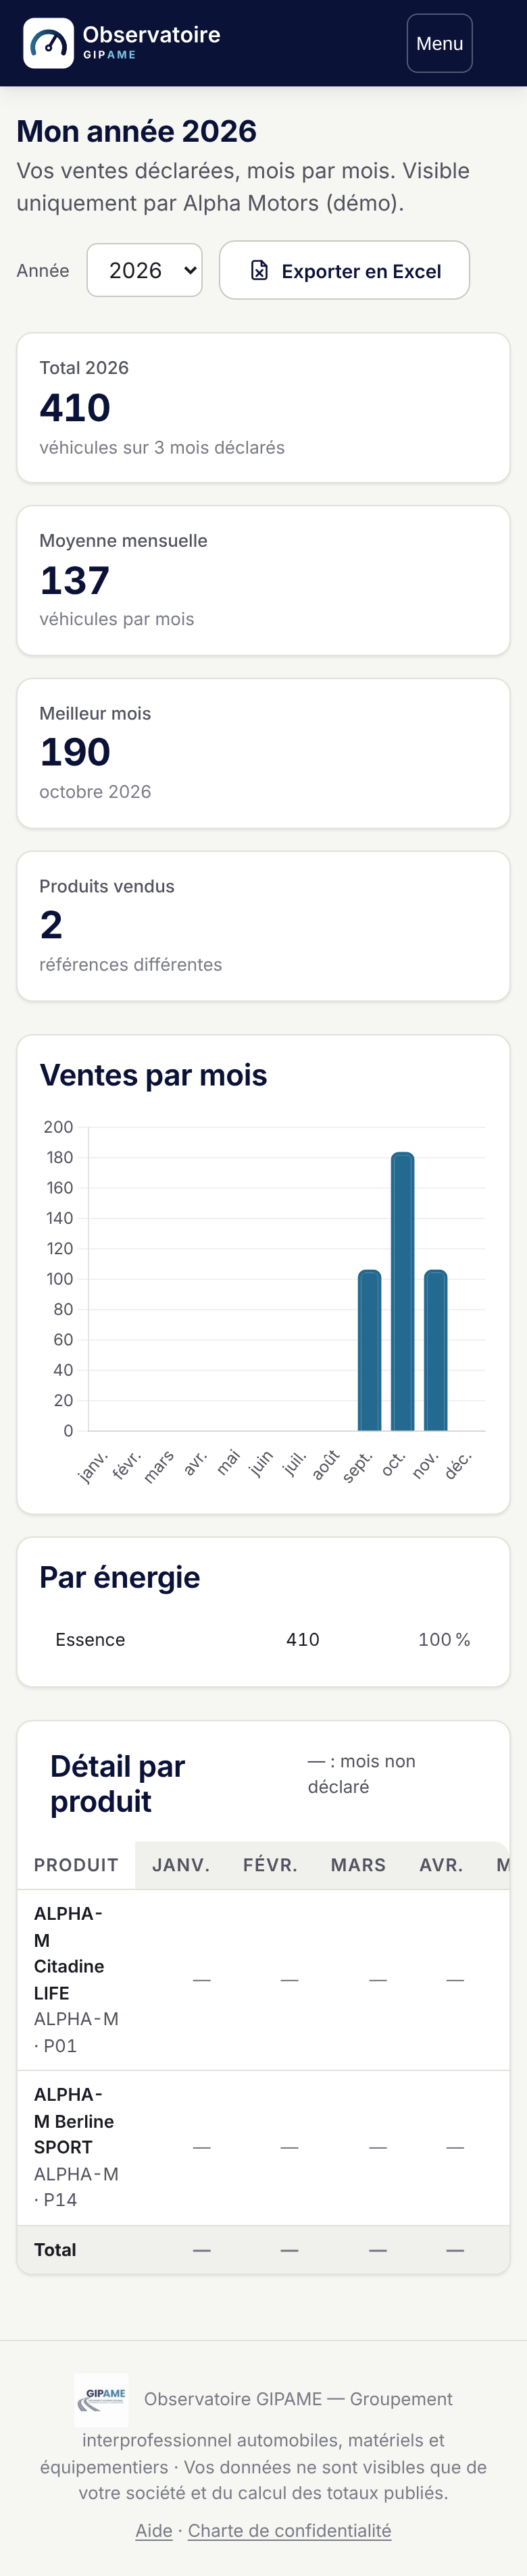 Observatoire
GIPAME
Menu
Mon année 2026
Vos ventes déclarées, mois par mois. Visible
uniquement par Alpha Motors (démo).
Année
2026
Exporter en Excel
Total 2026
410
véhicules sur 3 mois déclarés
Moyenne mensuelle
137
véhicules par mois
Meilleur mois
190
octobre 2026
Produits vendus
2
références différentes
Ventes par mois
200
180
160
140
120
100
80
60
40
20
0
janv. févr. mars avr. mai juin juil. août sept. oct. nov. déc.
Par énergie
Essence 410 100 %
Détail par
produit
— : mois non
déclaré
PRODUIT JANV. FÉVR. MARS AVR. M
ALPHA-
M
Citadine
LIFE
ALPHA-M
· P01
— — — —
ALPHA-
M Berline
SPORT
ALPHA-M
· P14
— — — —
Total — — — —
GIPAME
Observatoire GIPAME — Groupement
interprofessionnel automobiles, matériels et
équipementiers · Vos données ne sont visibles que de
votre société et du calcul des totaux publiés.
Aide · Charte de confidentialité